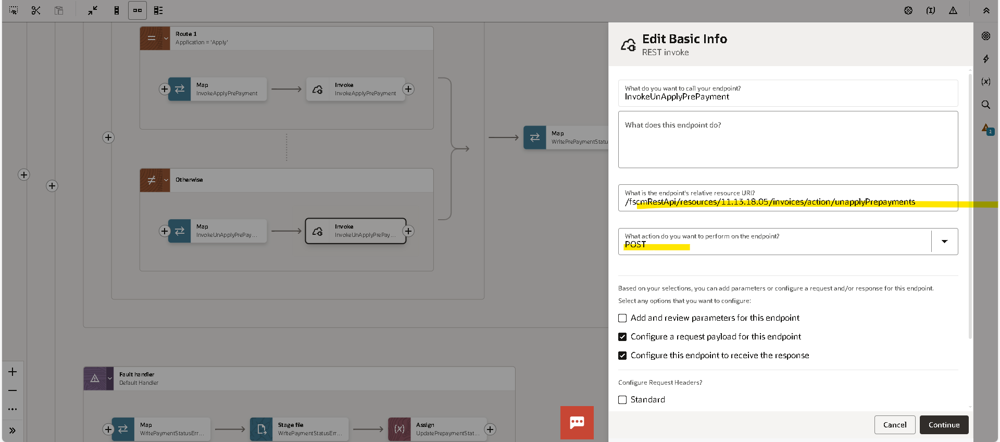 Route 1
Application = 'Apply'
Map
InvokeApplyPrePayment
Invoke
InvokeApplyPrePayment
Otherwise
Map
InvokeUnApplyPrePay...
Invoke
InvokeUnApplyPrePay...
Map
WritePrePaymentStatus
Fault handler
Default Handler
Map
WritePaymentStatusErr...
Stage file
WritePaymentStatusErr...
Assign
UpdatePrepaymentStat...
Edit Basic Info
REST invoke
What do you want to call your endpoint?
InvokeUnApplyPrePayment
What does this endpoint do?
What is the endpoint's relative resource URI?
/fscmRestApi/resources/11.13.18.05/invoices/action/unapplyPrepayments
What action do you want to perform on the endpoint?
POST
Based on your selections, you can add parameters or configure a request and/or response for this endpoint.
Select any options that you want to configure:
Add and review parameters for this endpoint
Configure a request payload for this endpoint
Configure this endpoint to receive the response
Configure Request Headers?
Standard
Cancel
Continue
2